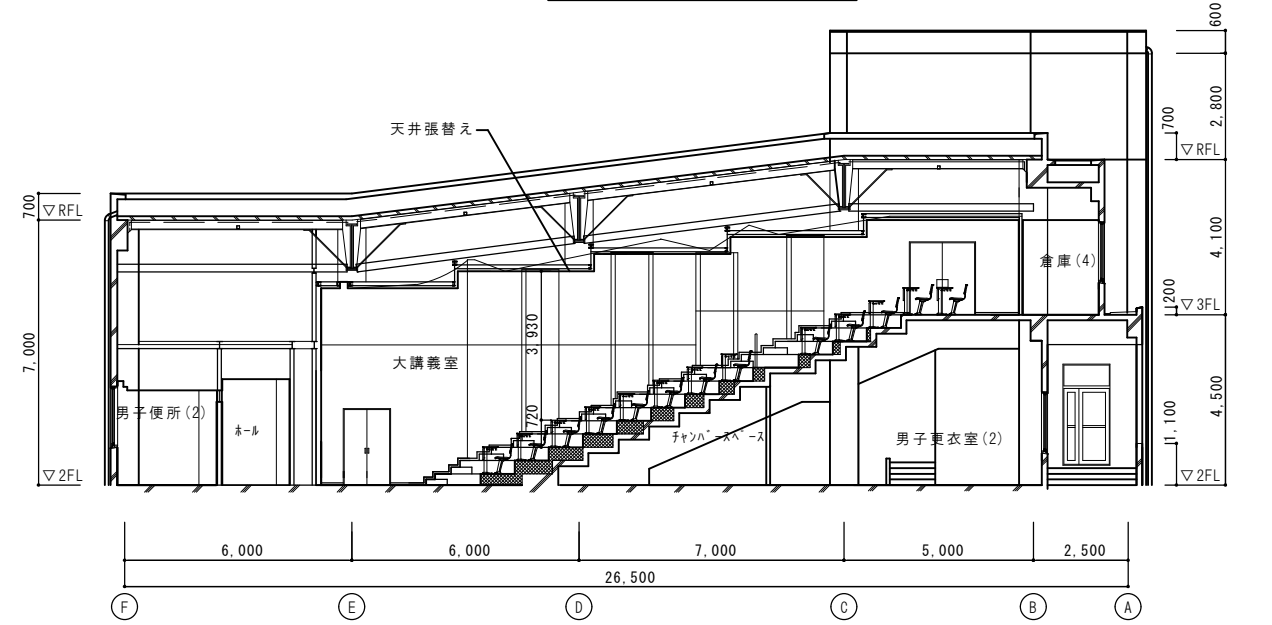 600
2,800
700
▽RFL
天井張替え
700
▽RFL
4,100
倉庫(4)
200
▽3FL
7,000
3,930
大講義室
男子便所(2)
ﾎｰﾙ
720
ﾁｬﾝﾊﾞｰｽﾍﾟｰｽ
男子更衣室(2)
1,100
4,500
▽2FL
▽2FL
6,000
6,000
7,000
5,000
2,500
26,500
F
E
D
C
B
A